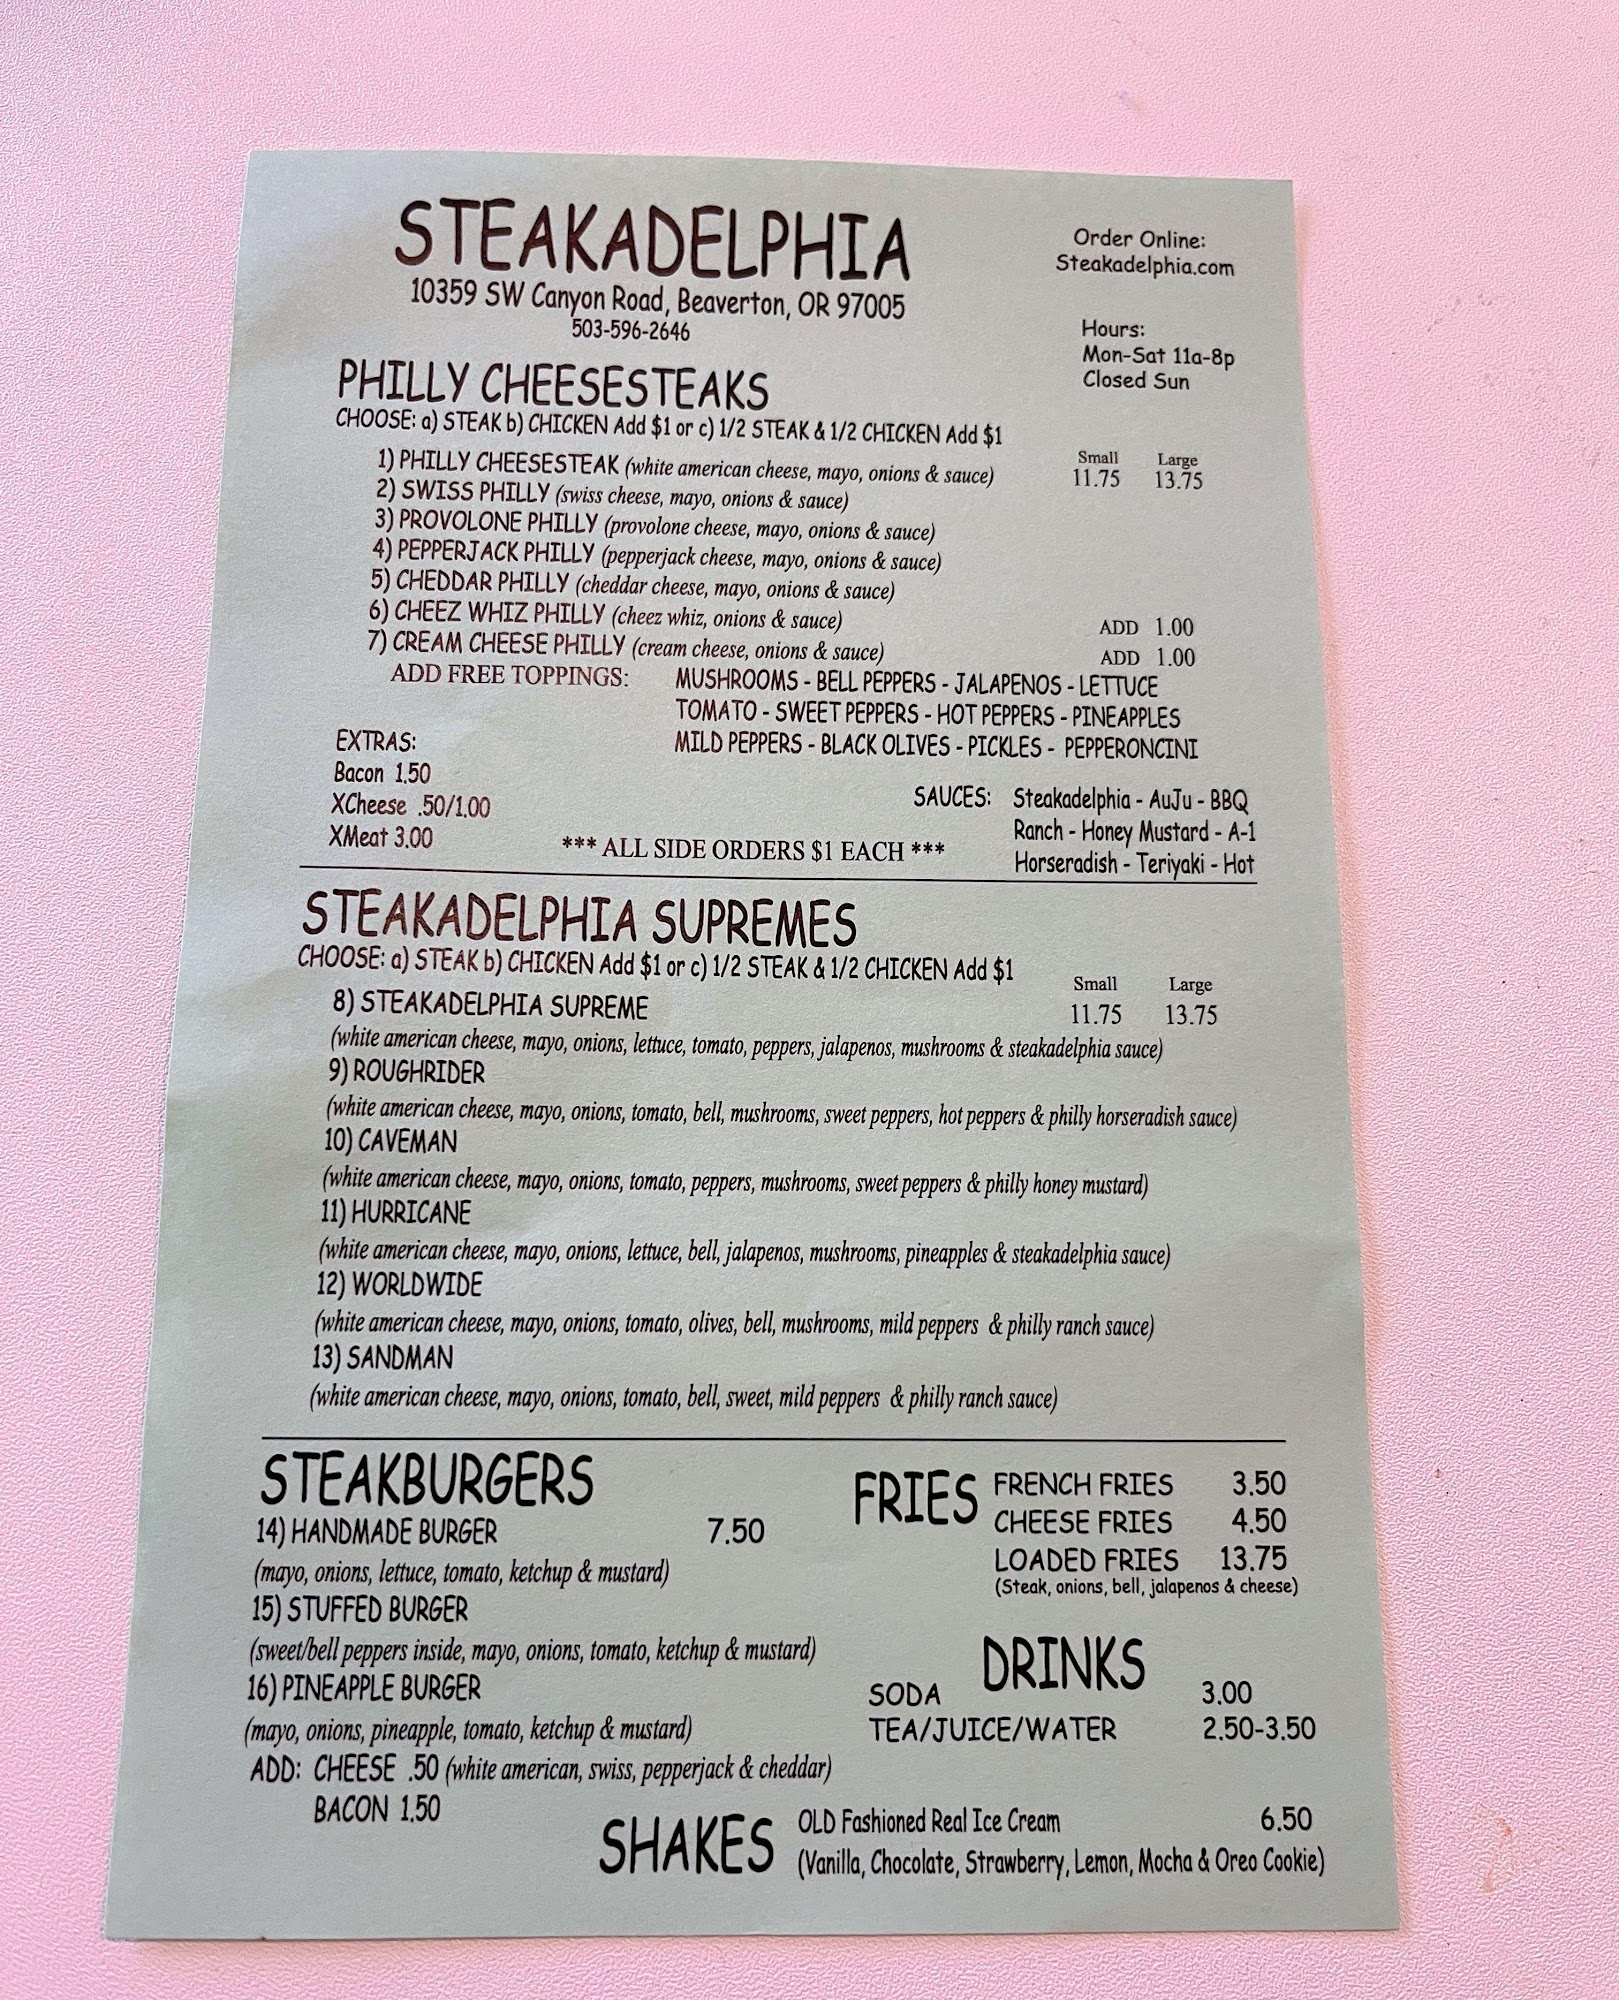 STEAKADELPHIA
10359 SW Canyon Road, Beaverton, OR 97005
503-596-2646
Order Online:
Steakadelphia.com
Hours:
Mon-Sat 11a-8p
Closed Sun
PHILLY CHEESESTEAKS
CHOOSE: a) STEAK b) CHICKEN Add $1 or c) 1/2 STEAK & 1/2 CHICKEN Add $1
Small Large
1) PHILLY CHEESESTEAK (white american cheese, mayo, onions & sauce) 11.75 13.75
2) SWISS PHILLY (swiss cheese, mayo, onions & sauce)
3) PROVOLONE PHILLY (provolone cheese, mayo, onions & sauce)
4) PEPPERJACK PHILLY (pepperjack cheese, mayo, onions & sauce)
5) CHEDDAR PHILLY (cheddar cheese, mayo, onions & sauce)
6) CHEEZ WHIZ PHILLY (cheez whiz, onions & sauce) ADD 1.00
7) CREAM CHEESE PHILLY (cream cheese, onions & sauce) ADD 1.00
ADD FREE TOPPINGS: MUSHROOMS - BELL PEPPERS - JALAPENOS - LETTUCE
TOMATO - SWEET PEPPERS - HOT PEPPERS - PINEAPPLES
MILD PEPPERS - BLACK OLIVES - PICKLES - PEPPERONCINI
EXTRAS:
Bacon 1.50
XCheese .50/1.00
XMeat 3.00
SAUCES: Steakadelphia - AuJu - BBQ
Ranch - Honey Mustard - A-1
Horseradish - Teriyaki - Hot
*** ALL SIDE ORDERS $1 EACH ***
STEAKADELPHIA SUPREMES
CHOOSE: a) STEAK b) CHICKEN Add $1 or c) 1/2 STEAK & 1/2 CHICKEN Add $1
Small Large
8) STEAKADELPHIA SUPREME 11.75 13.75
(white american cheese, mayo, onions, lettuce, tomato, peppers, jalapenos, mushrooms & steakadelphia sauce)
9) ROUGHRIDER
(white american cheese, mayo, onions, tomato, bell, mushrooms, sweet peppers, hot peppers & philly horseradish sauce)
10) CAVEMAN
(white american cheese, mayo, onions, tomato, peppers, mushrooms, sweet peppers & philly honey mustard)
11) HURRICANE
(white american cheese, mayo, onions, lettuce, bell, jalapenos, mushrooms, pineapples & steakadelphia sauce)
12) WORLDWIDE
(white american cheese, mayo, onions, tomato, olives, bell, mushrooms, mild peppers & philly ranch sauce)
13) SANDMAN
(white american cheese, mayo, onions, tomato, bell, sweet, mild peppers & philly ranch sauce)
STEAKBURGERS
14) HANDMADE BURGER 7.50
(mayo, onions, lettuce, tomato, ketchup & mustard)
15) STUFFED BURGER
(sweet/bell peppers inside, mayo, onions, tomato, ketchup & mustard)
16) PINEAPPLE BURGER
(mayo, onions, pineapple, tomato, ketchup & mustard)
ADD: CHEESE .50 (white american, swiss, pepperjack & cheddar)
BACON 1.50
FRIES
FRENCH FRIES 3.50
CHEESE FRIES 4.50
LOADED FRIES 13.75
(Steak, onions, bell, jalapenos & cheese)
DRINKS
SODA 3.00
TEA/JUICE/WATER 2.50-3.50
SHAKES
OLD Fashioned Real Ice Cream 6.50
(Vanilla, Chocolate, Strawberry, Lemon, Mocha & Oreo Cookie)